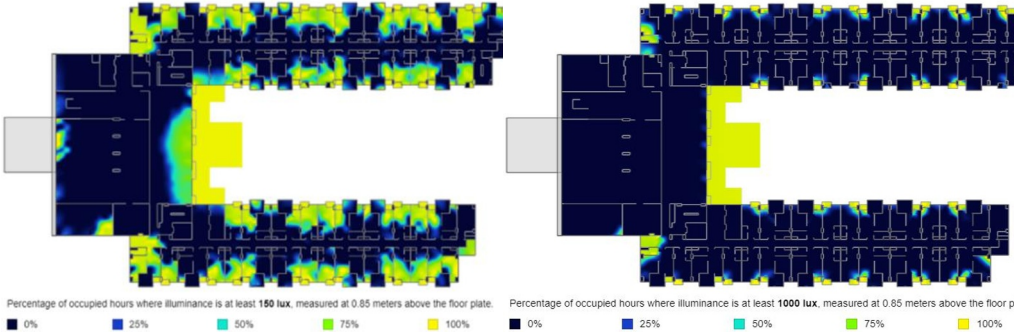 Percentage of occupied hours where illuminance is at least 150 lux, measured at 0.85 meters above the floor plate.
0% 25% 50% 75% 100%
Percentage of occupied hours where illuminance is at least 1000 lux, measured at 0.85 meters above the floor p
0% 25% 50% 75% 100%